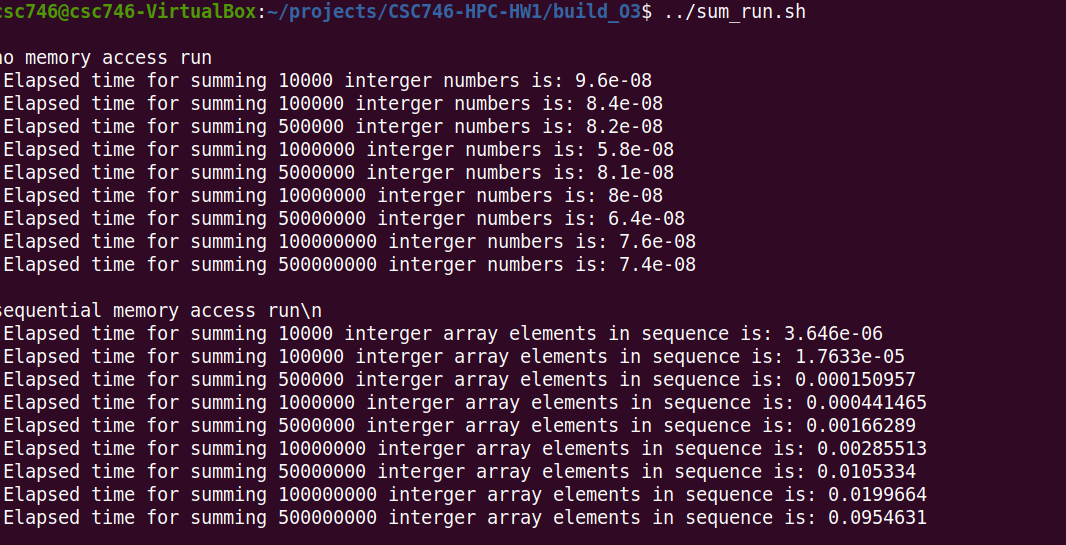 csc746@csc746-VirtualBox:~/projects/CSC746-HPC-HW1/build_O3$ ../sum_run.sh
no memory access run
Elapsed time for summing 10000 interger numbers is: 9.6e-08
Elapsed time for summing 100000 interger numbers is: 8.4e-08
Elapsed time for summing 500000 interger numbers is: 8.2e-08
Elapsed time for summing 1000000 interger numbers is: 5.8e-08
Elapsed time for summing 5000000 interger numbers is: 8.1e-08
Elapsed time for summing 10000000 interger numbers is: 8e-08
Elapsed time for summing 50000000 interger numbers is: 6.4e-08
Elapsed time for summing 100000000 interger numbers is: 7.6e-08
Elapsed time for summing 500000000 interger numbers is: 7.4e-08
sequential memory access run\n
Elapsed time for summing 10000 interger array elements in sequence is: 3.646e-06
Elapsed time for summing 100000 interger array elements in sequence is: 1.7633e-05
Elapsed time for summing 500000 interger array elements in sequence is: 0.000150957
Elapsed time for summing 1000000 interger array elements in sequence is: 0.000441465
Elapsed time for summing 5000000 interger array elements in sequence is: 0.00166289
Elapsed time for summing 10000000 interger array elements in sequence is: 0.00285513
Elapsed time for summing 50000000 interger array elements in sequence is: 0.0105334
Elapsed time for summing 100000000 interger array elements in sequence is: 0.0199664
Elapsed time for summing 500000000 interger array elements in sequence is: 0.0954631